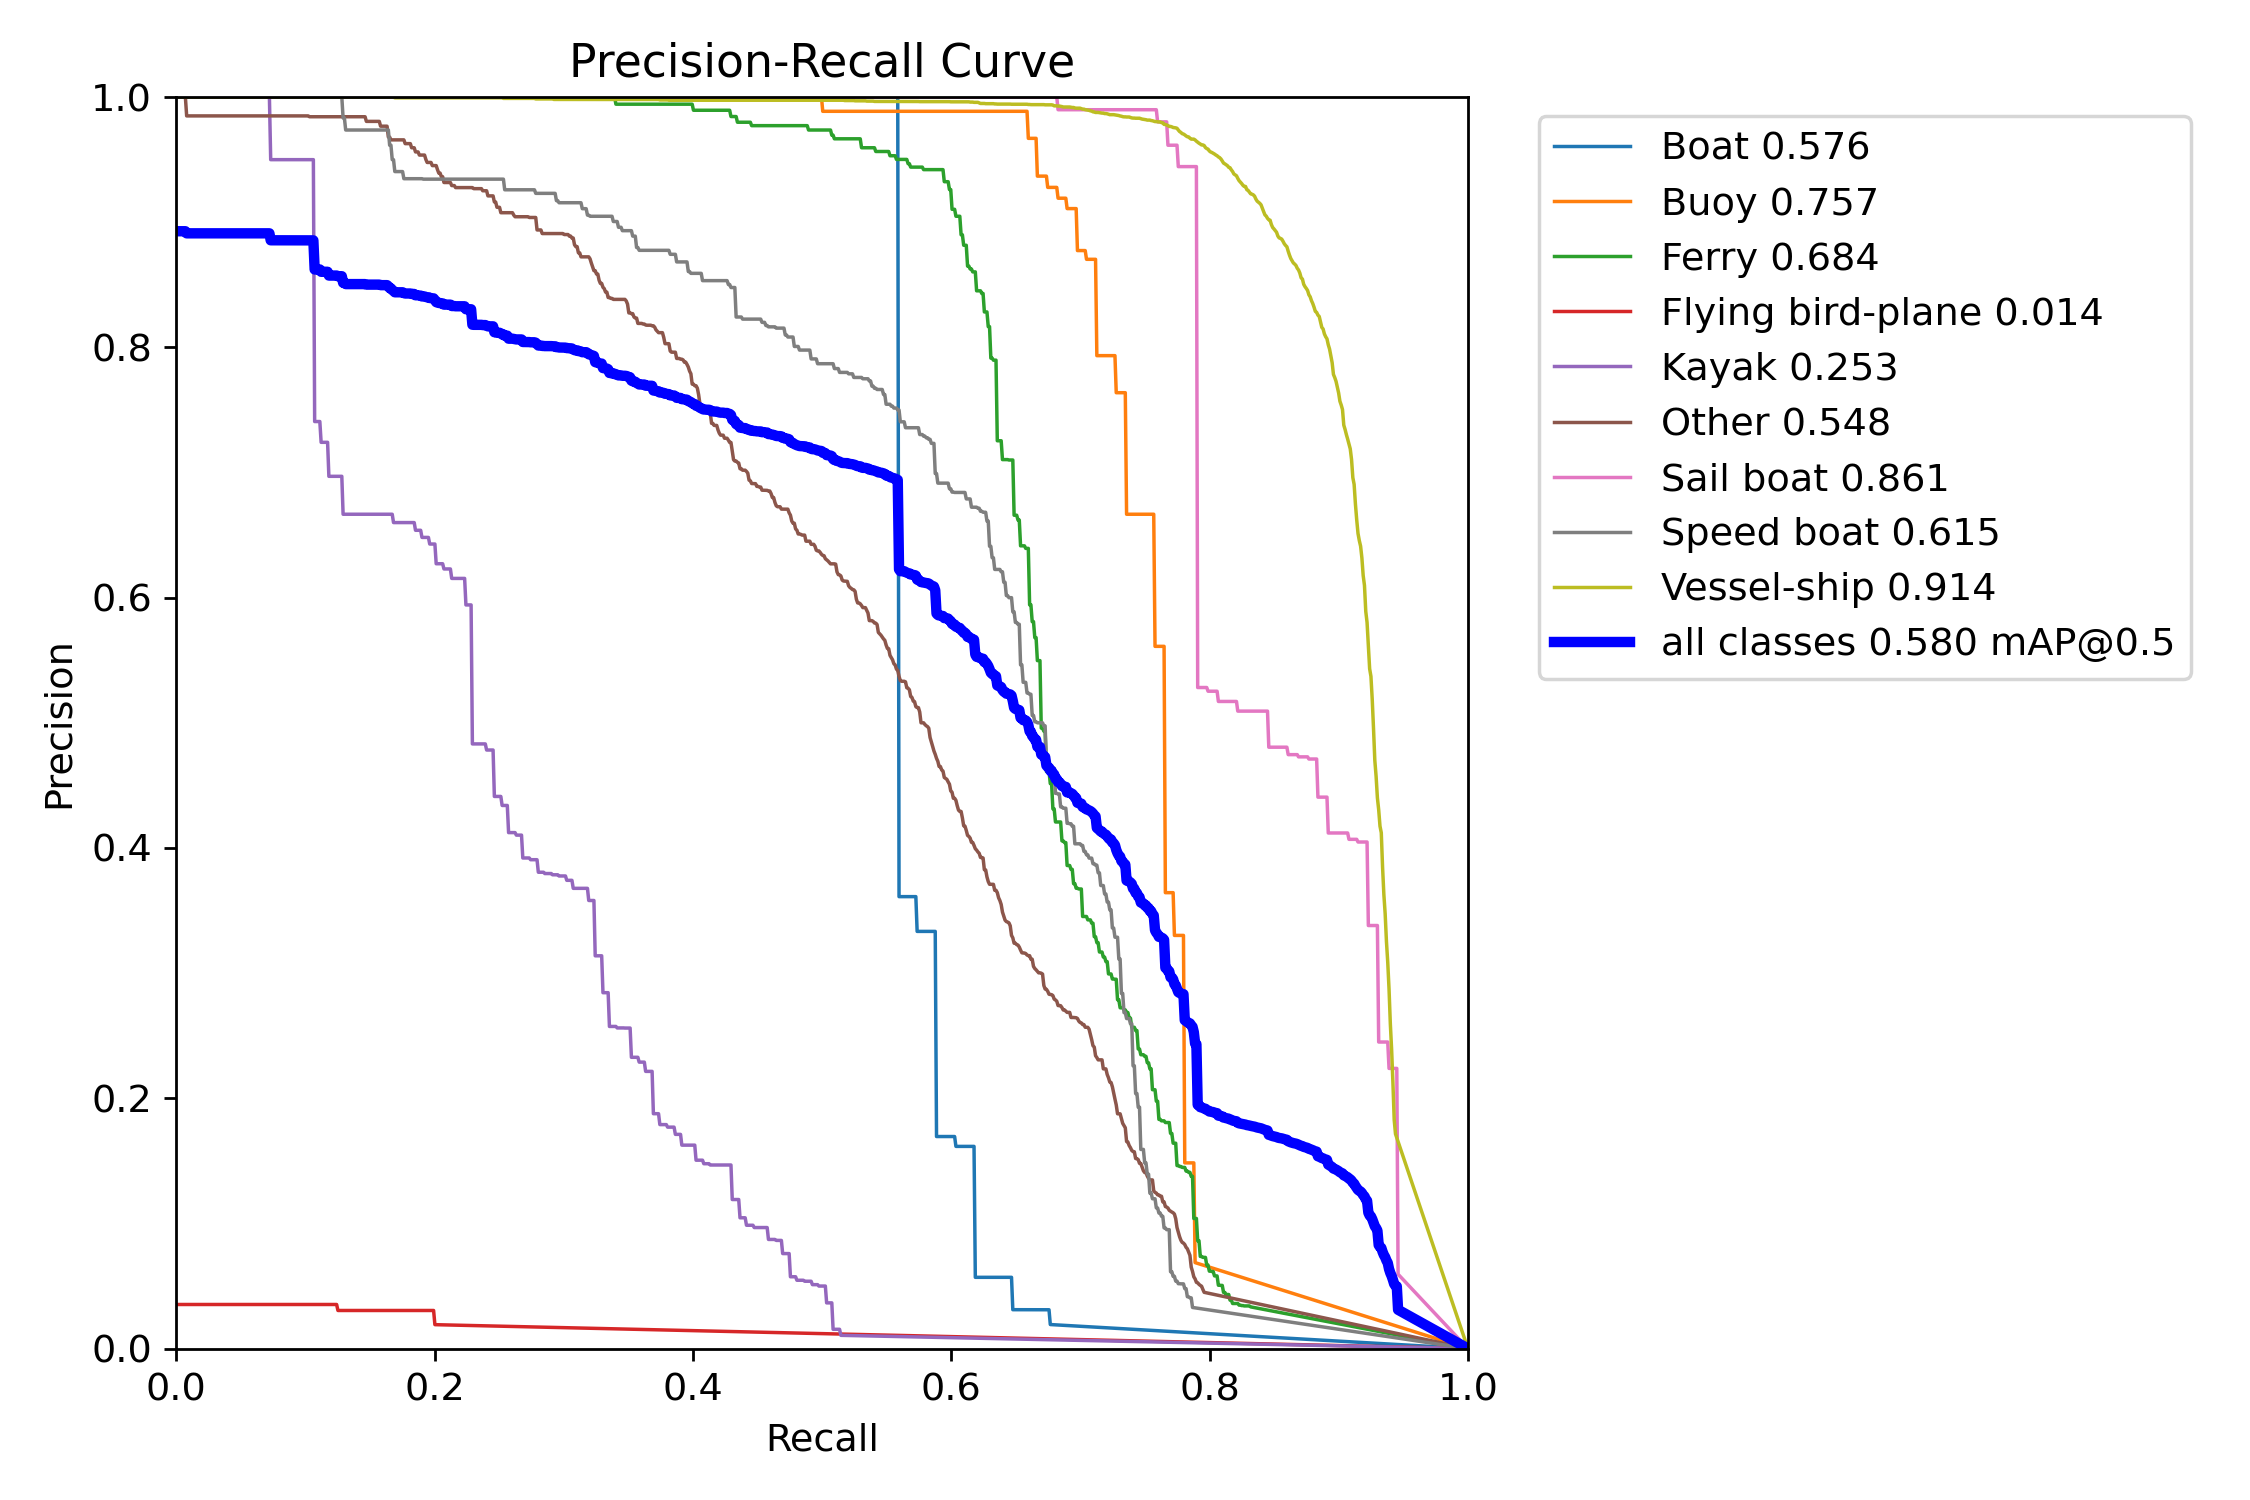 Precision-Recall Curve
1.0
0.8
0.6
0.4
0.2
0.0
Precision
0.0 0.2 0.4 0.6 0.8 1.0
Recall
Boat 0.576
Buoy 0.757
Ferry 0.684
Flying bird-plane 0.014
Kayak 0.253
Other 0.548
Sail boat 0.861
Speed boat 0.615
Vessel-ship 0.914
all classes 0.580 mAP@0.5